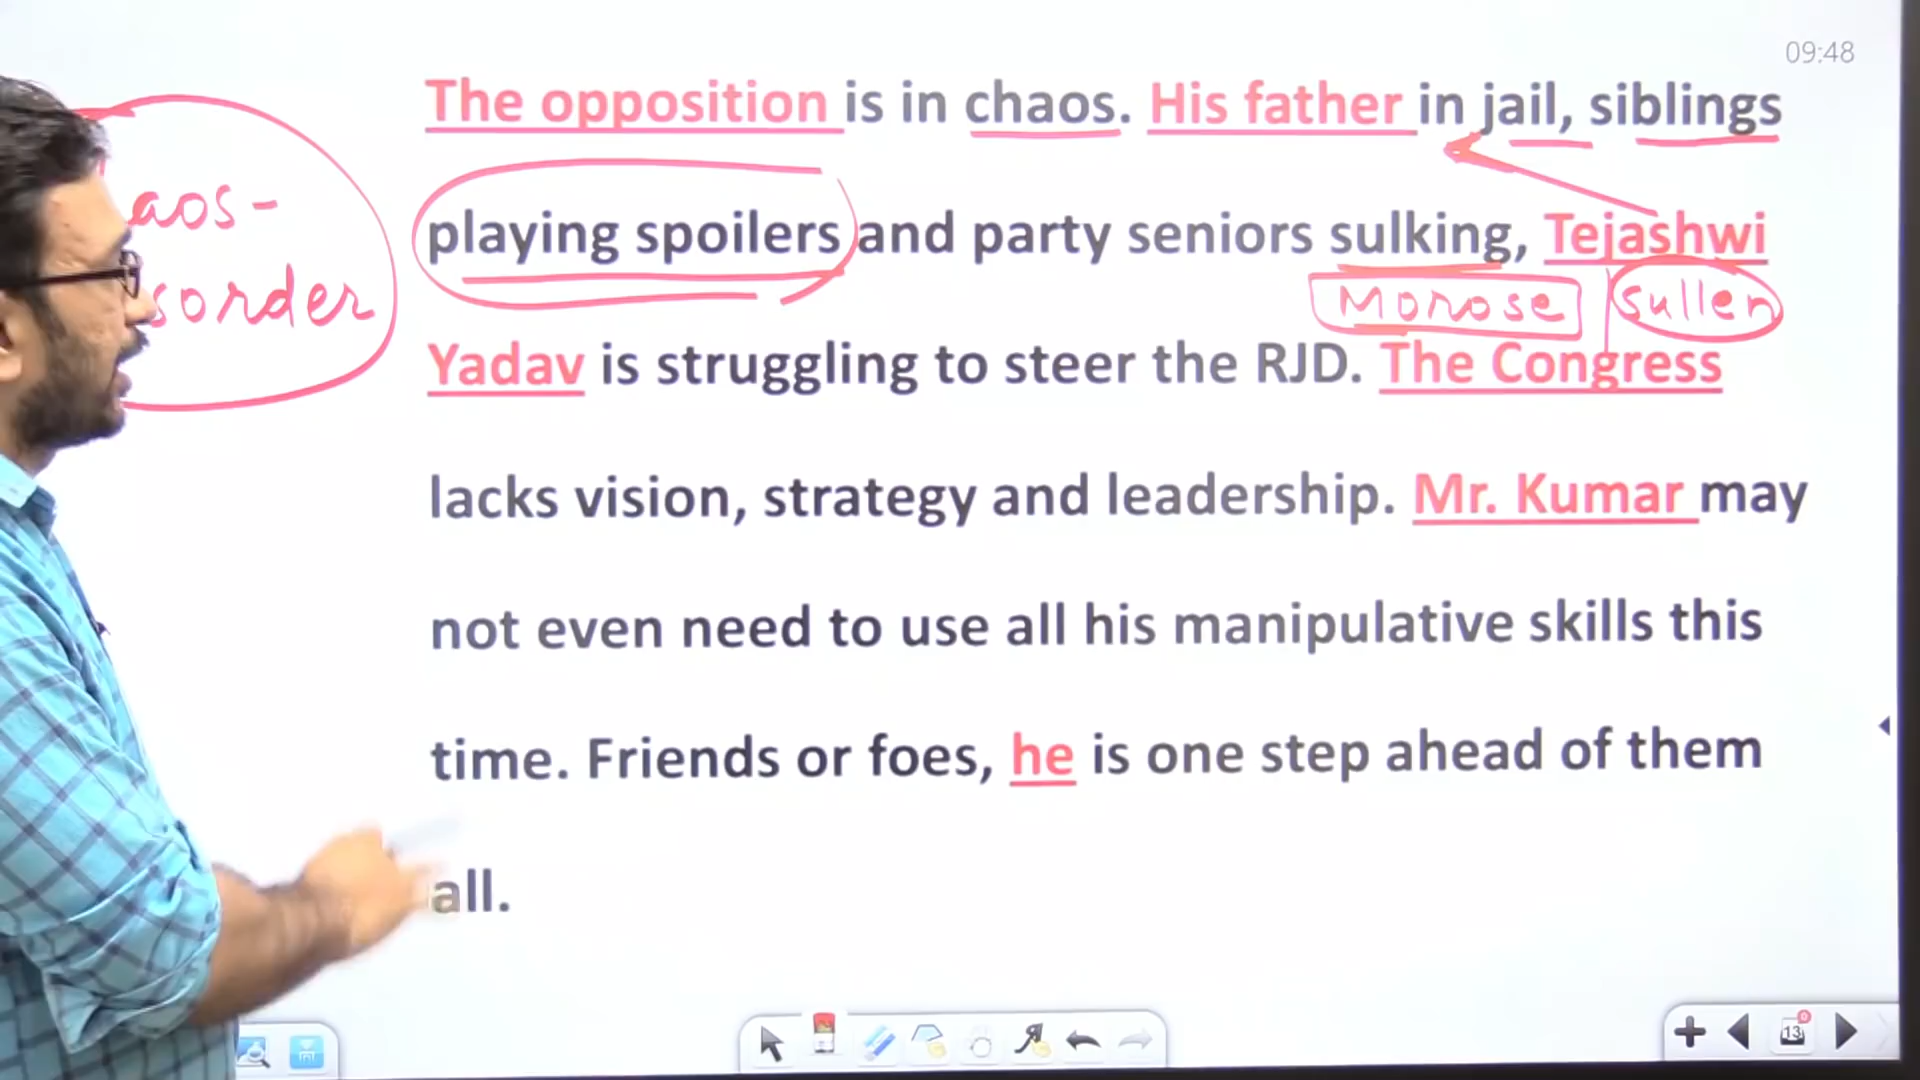 09:48
The opposition is in chaos. His father in jail, siblings
playing spoilers and party seniors sulking, Tejashwi
Morose sullen
Yadav is struggling to steer the RJD. The Congress
lacks vision, strategy and leadership. Mr. Kumar may
not even need to use all his manipulative skills this
time. Friends or foes, he is one step ahead of them
all.
aos-
sorder
13